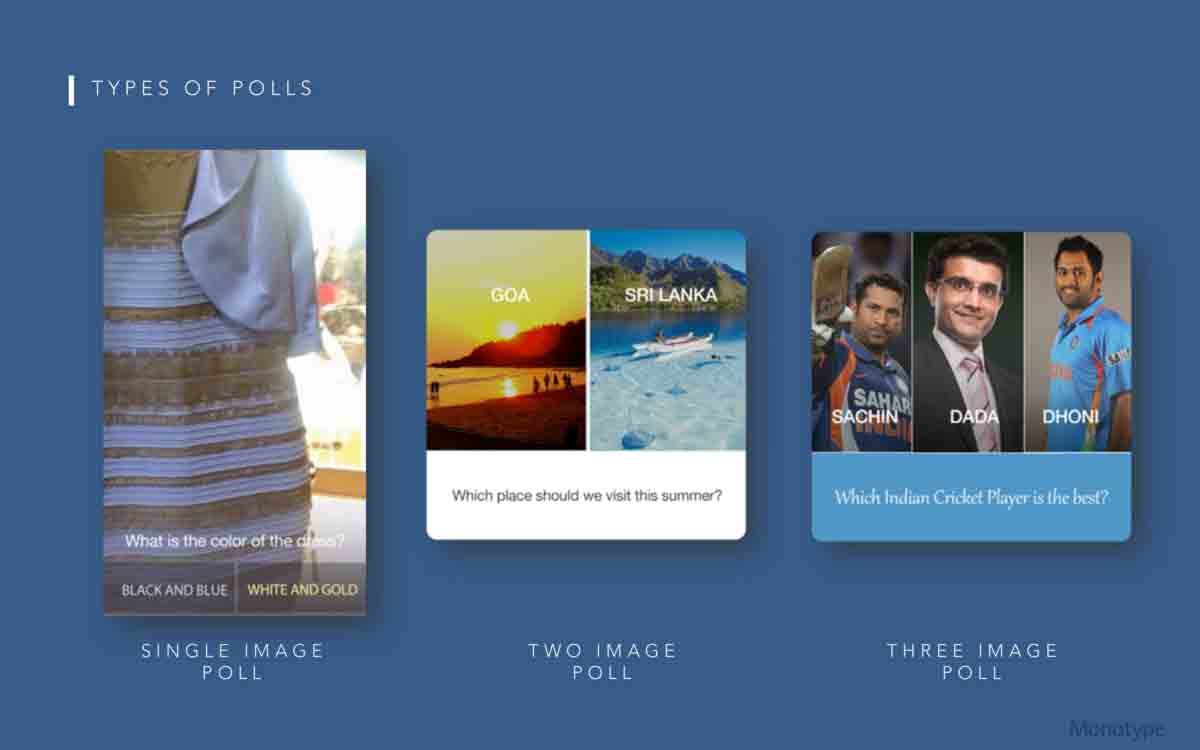 TYPES OF POLLS
What is the color of the dress?
BLACK AND BLUE
WHITE AND GOLD
SINGLE IMAGE
POLL
GOA
SRI LANKA
Which place should we visit this summer?
TWO IMAGE
POLL
SAHARA
INDIA
SACHIN
DADA
DHONI
Which Indian Cricket Player is the best?
THREE IMAGE
POLL
Monotype